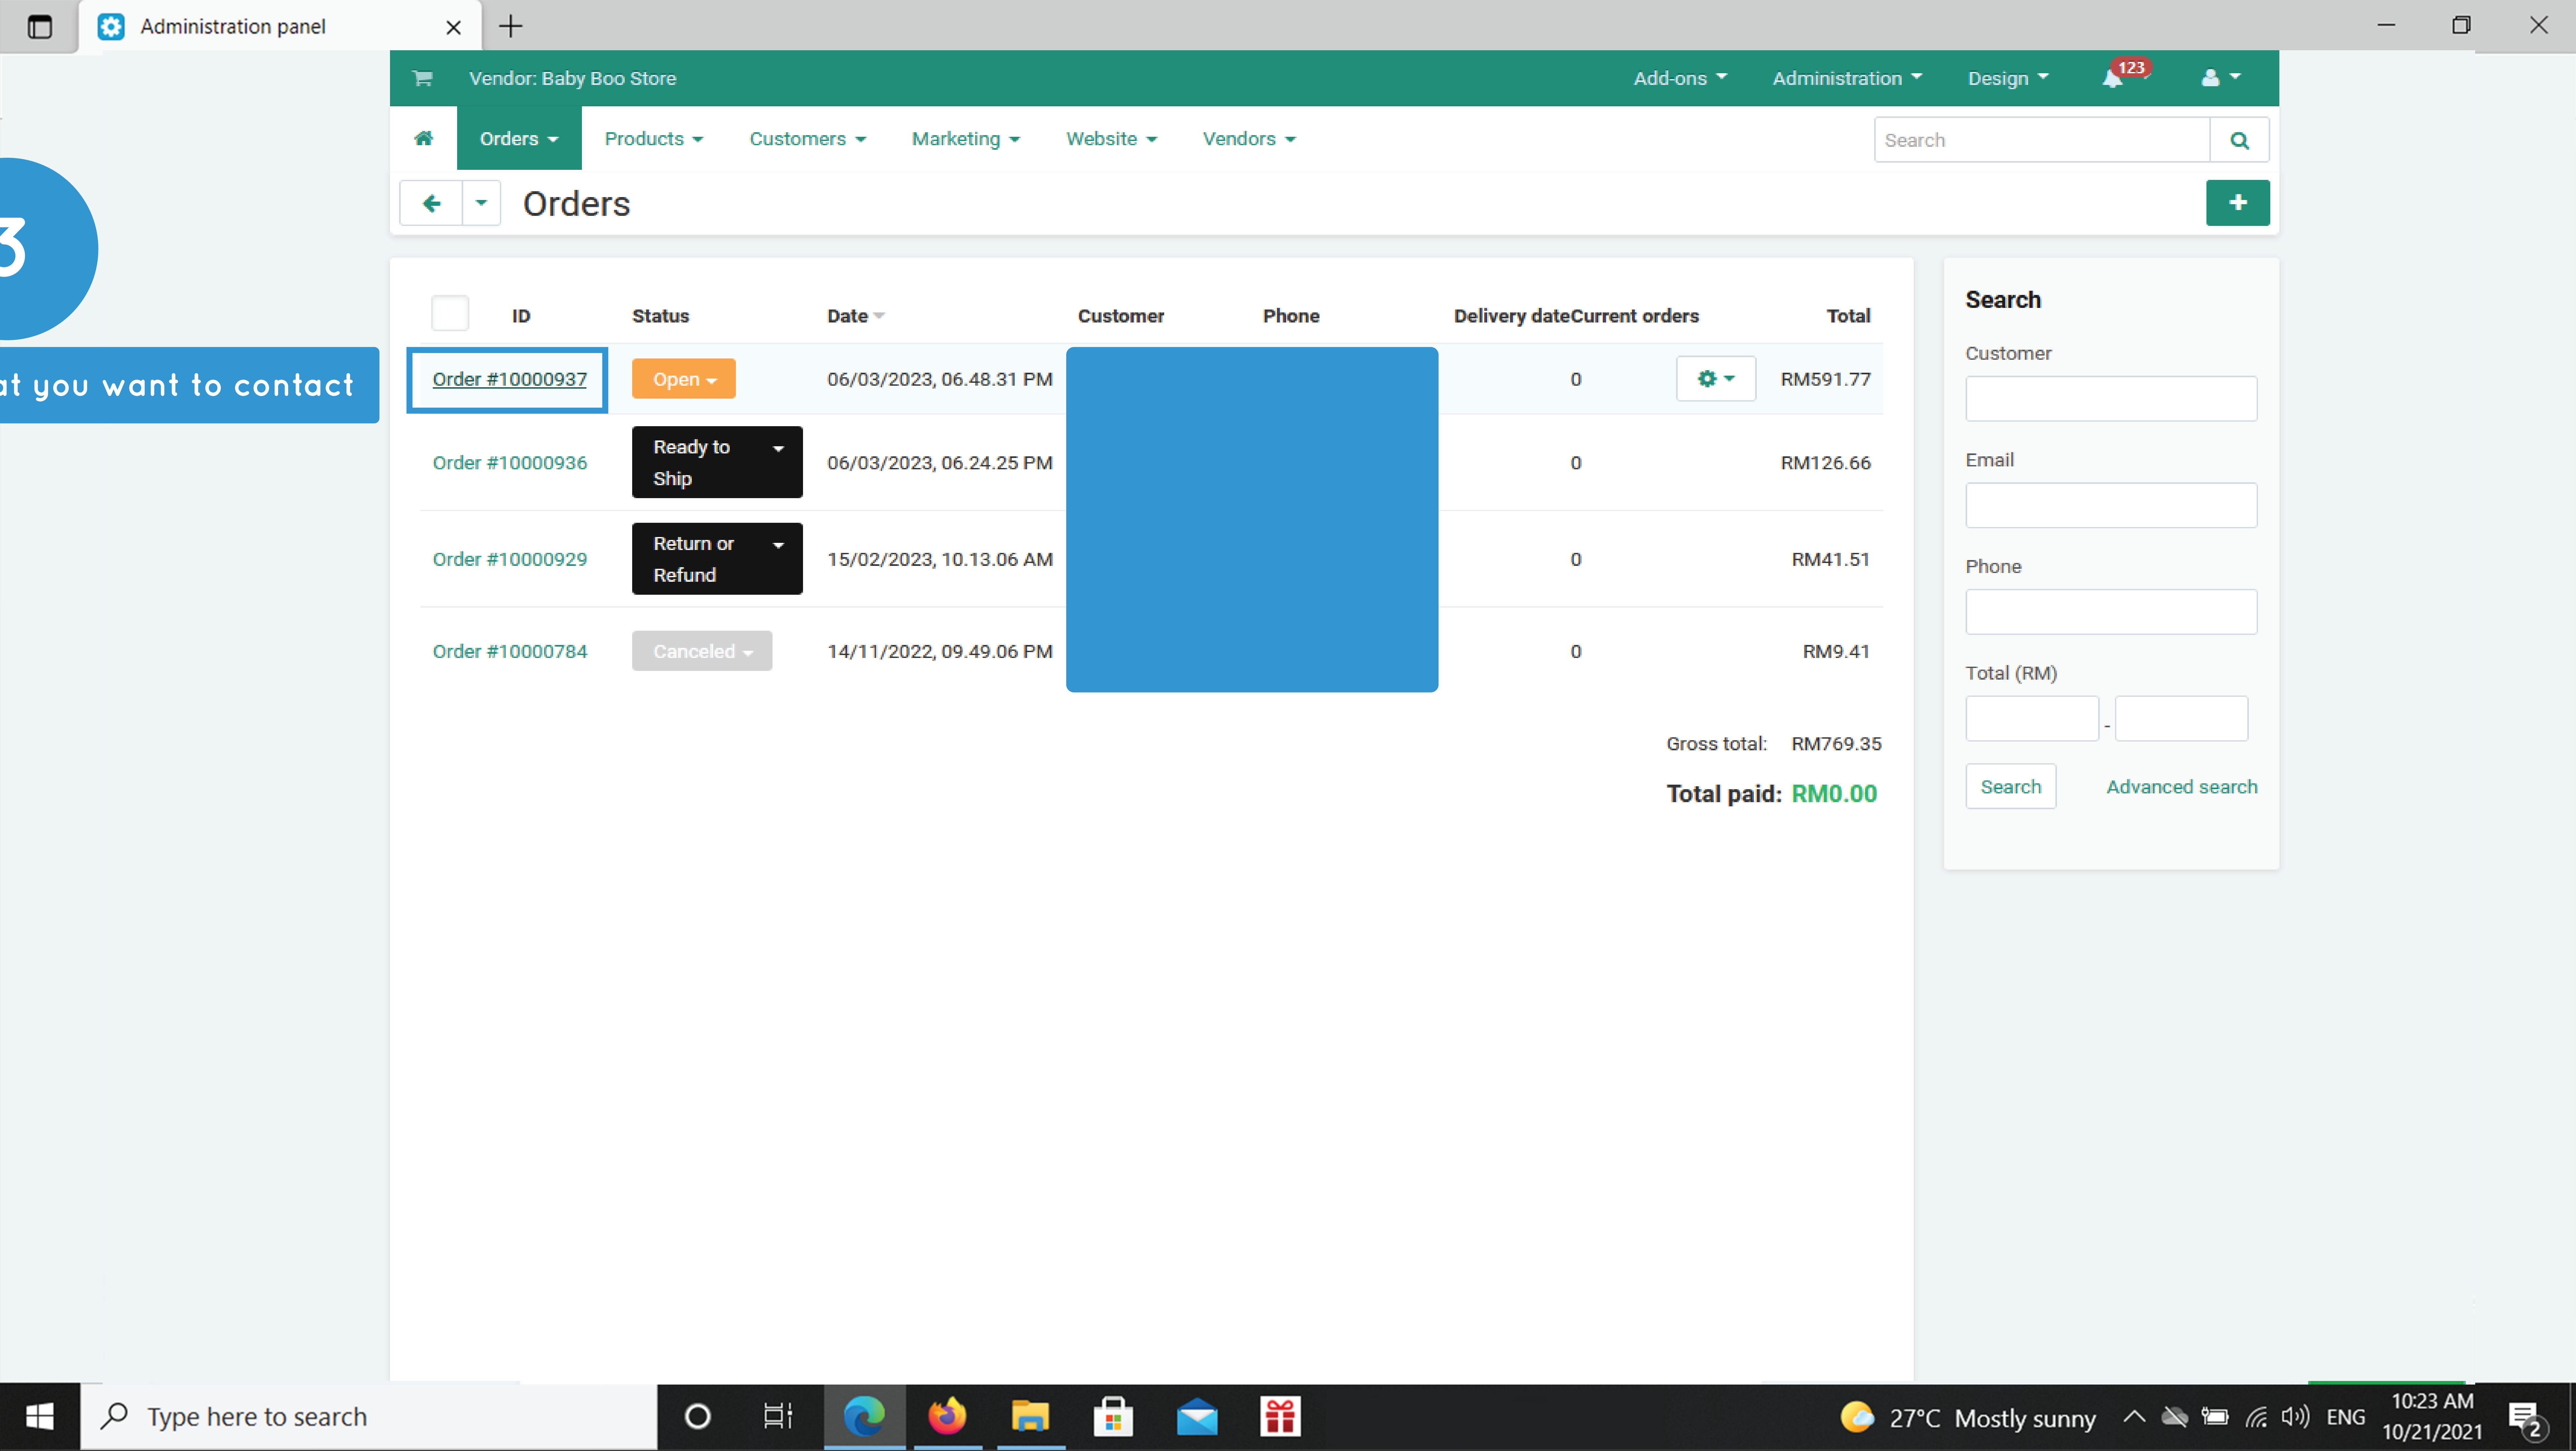 Administration panel
Vendor: Baby Boo Store
Add-ons
Administration
Design
123
Orders
Products
Customers
Marketing
Website
Vendors
Search
Orders
3
you want to contact
ID
Status
Date
Customer
Phone
Delivery date
Current orders
Total
Order #10000937
Open
06/03/2023, 06.48.31 PM
0
RM591.77
Order #10000936
Ready to
Ship
06/03/2023, 06.24.25 PM
0
RM126.66
Order #10000929
Return or
Refund
15/02/2023, 10.13.06 AM
0
RM41.51
Order #10000784
Canceled
14/11/2022, 09.49.06 PM
0
RM9.41
Gross total: RM769.35
Total paid: RM0.00
Search
Customer
Email
Phone
Total (RM)
-
Search
Advanced search
Type here to search
27°C Mostly sunny
ENG
10:23 AM
10/21/2021
2